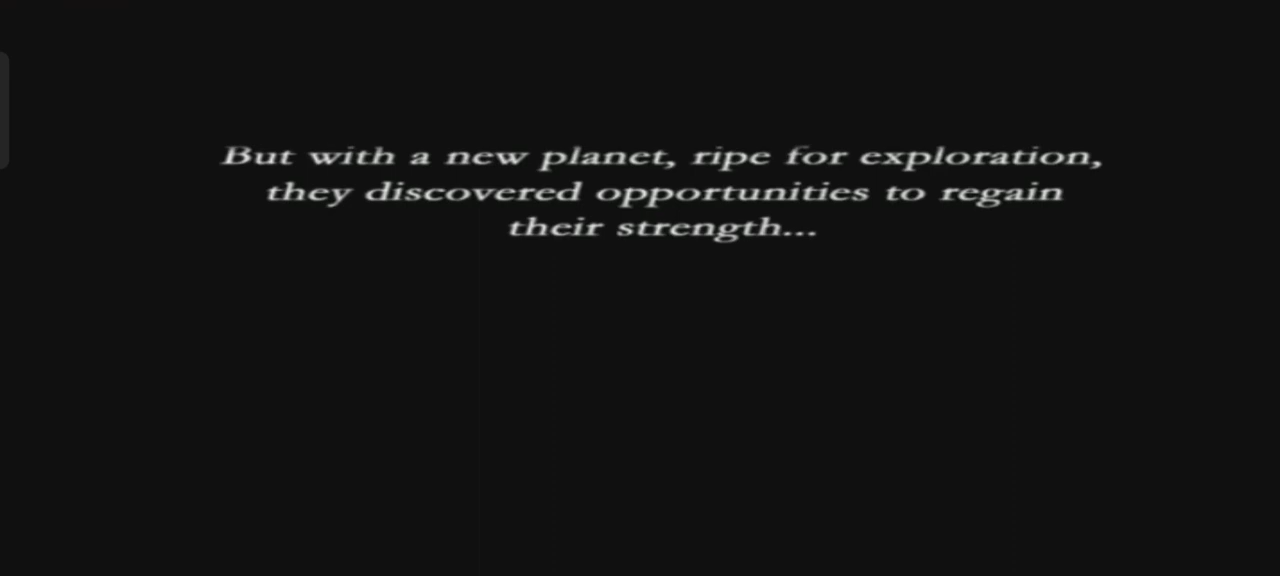 But with a new planet, ripe for exploration,
they discovered opportunities to regain
their strength...